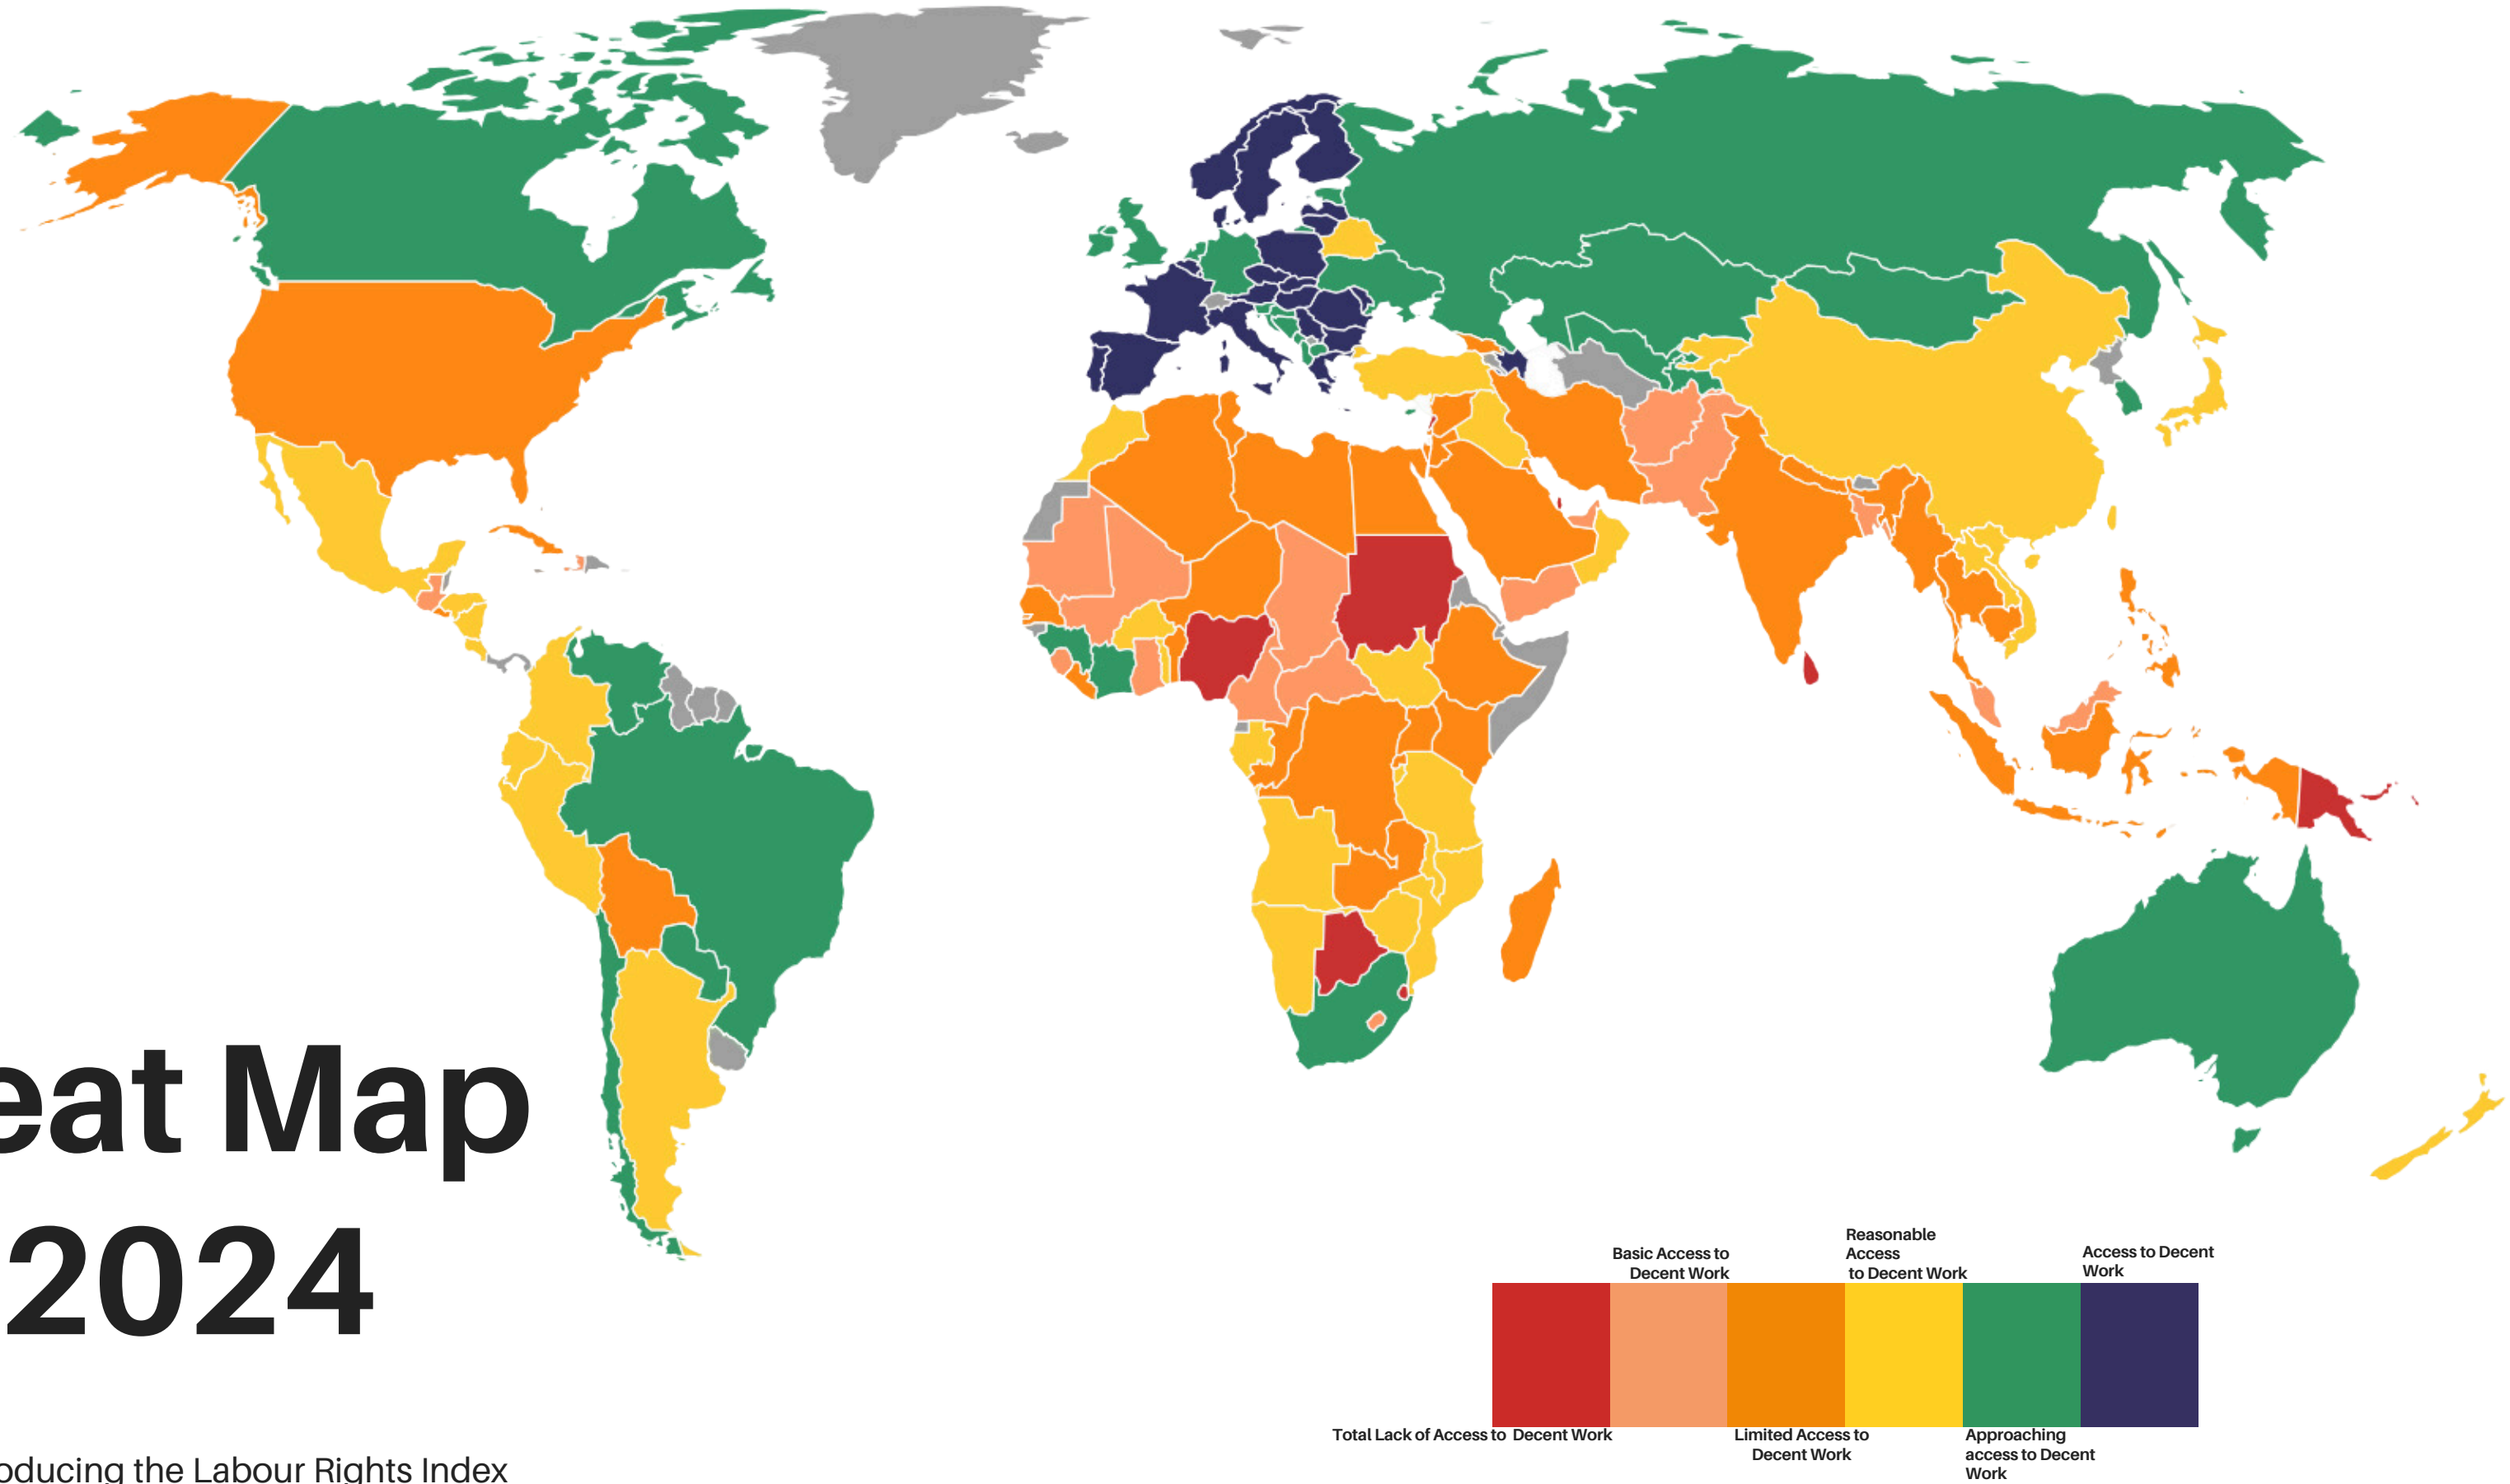 eat Map
2024
oducing the Labour Rights Index
Reasonable
Access
to Decent Work
Basic Access to
Decent Work
Access to Decent
Work
Total Lack of Access to Decent Work
Limited Access to
Decent Work
Approaching
access to Decent
Work